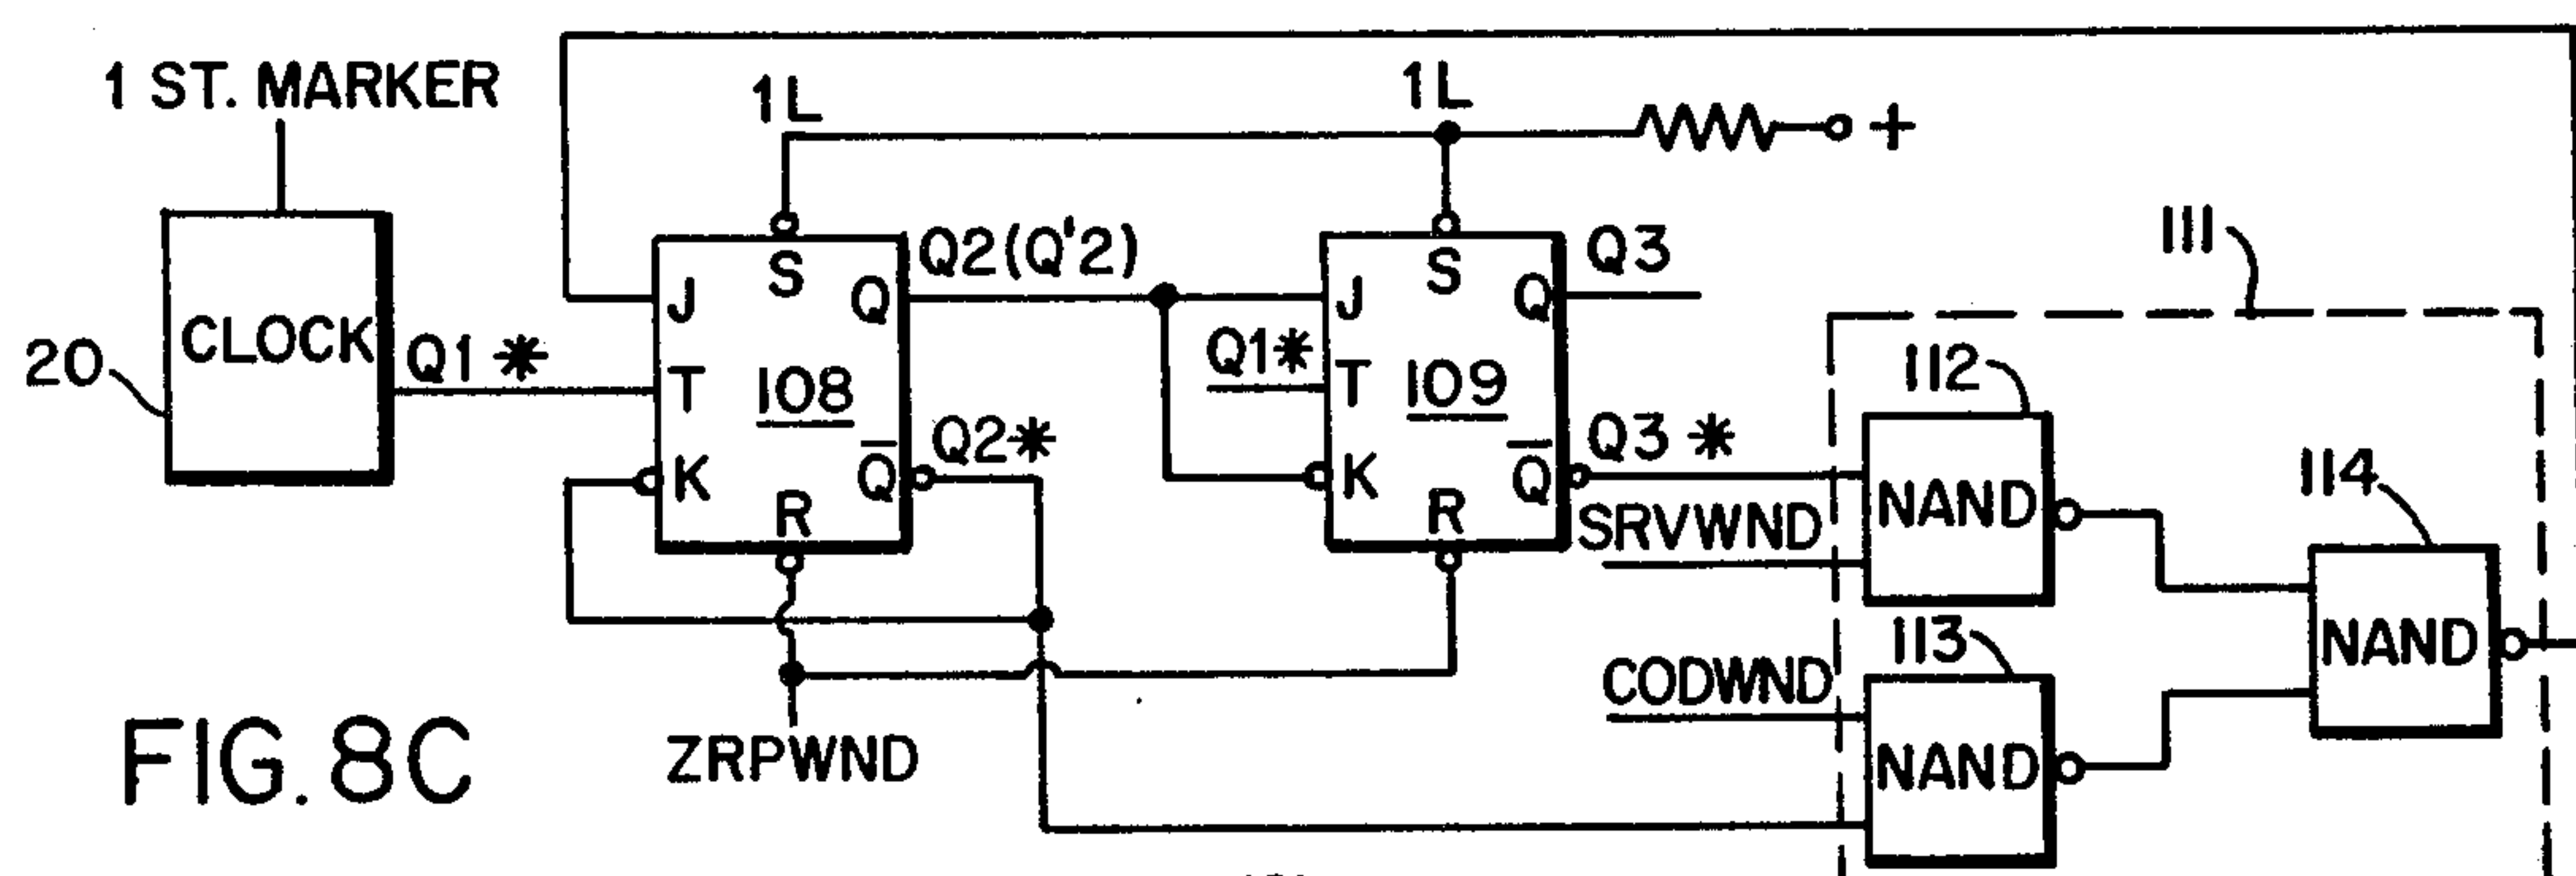 1 ST. MARKER
1L
1L
+
20
CLOCK
Q1 *
J
S
Q
T
108
K
R
Q̅
Q2(Q'2)
Q2*
ZRPWND
J
S
Q
Q1*
T
109
K
R
Q̅
Q3
Q3 *
111
112
NAND
SRVWND
CODWND
113
NAND
114
NAND
FIG. 8C